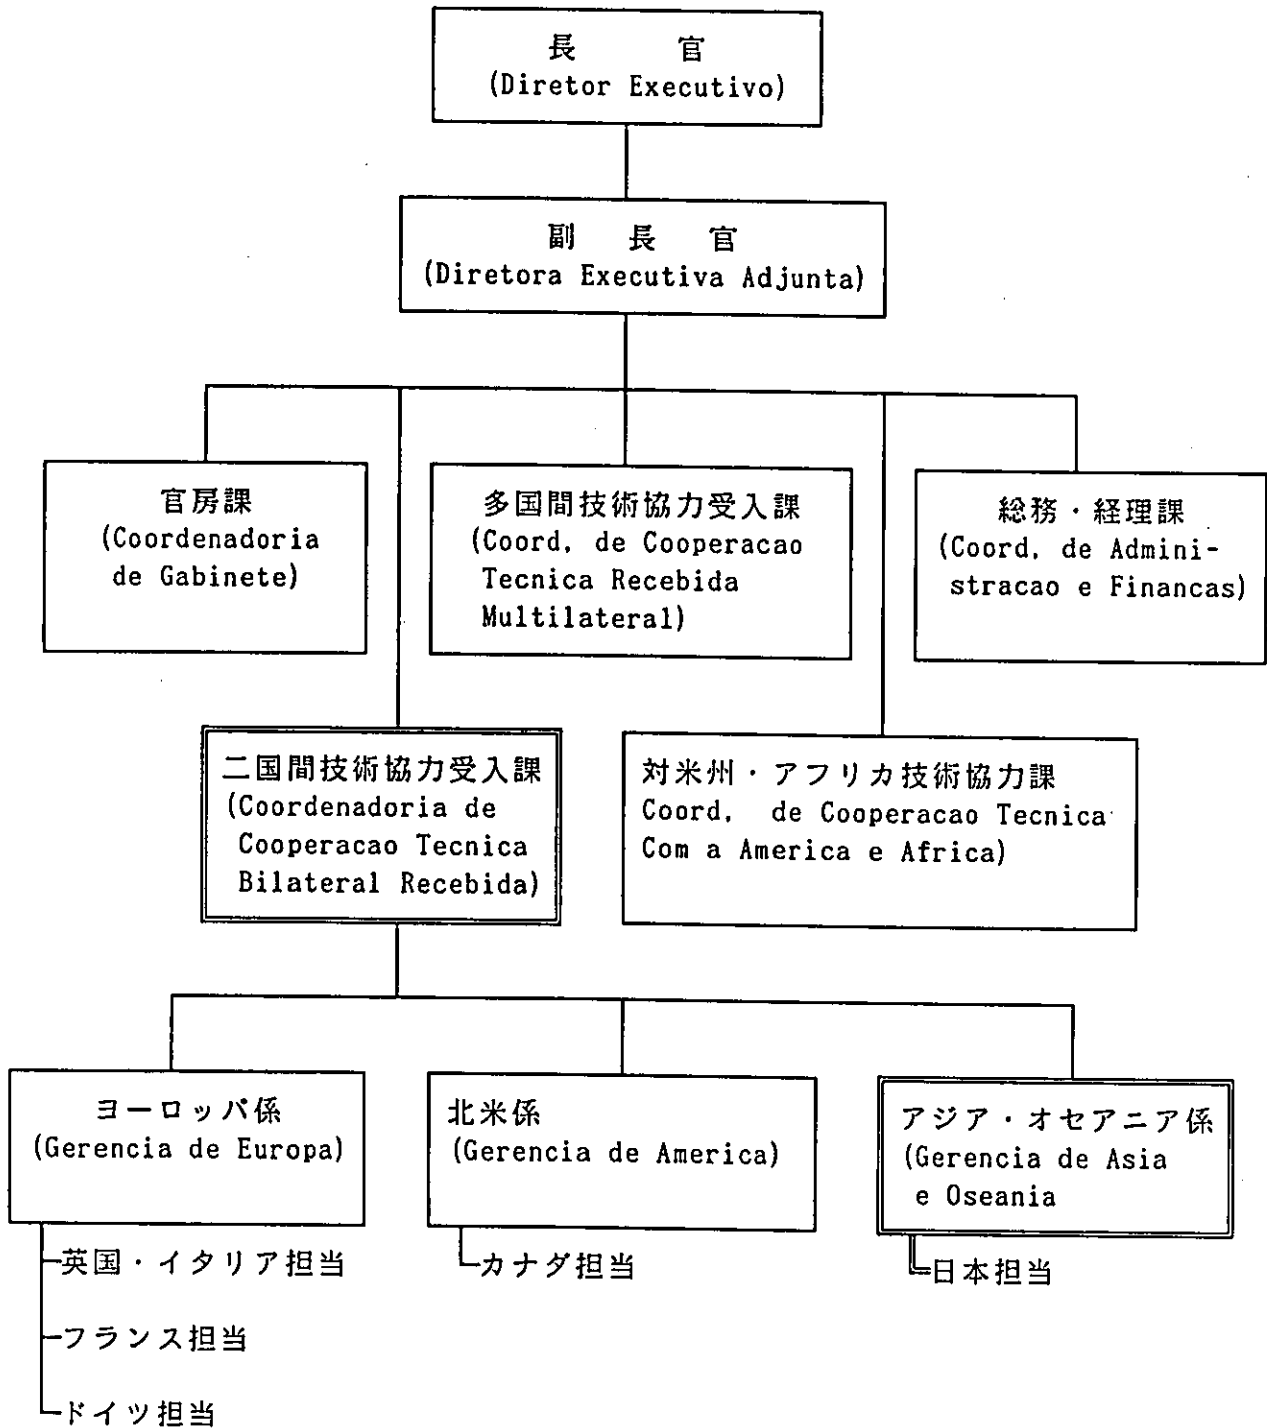 長官
(Diretor Executivo)
副長官
(Diretora Executiva Adjunta)
官房課
(Coordenadoria
de Gabinete)
多国間技術協力受入課
(Coord. de Cooperacao
Tecnica Recebida
Multilateral)
総務・経理課
(Coord. de Admini-
stracao e Financas)
二国間技術協力受入課
(Coordenadoria de
Cooperacao Tecnica
Bilateral Recebida)
対米州・アフリカ技術協力課
Coord. de Cooperacao Tecnica
Com a America e Africa)
ヨーロッパ係
(Gerencia de Europa)
北米係
(Gerencia de America)
アジア・オセアニア係
(Gerencia de Asia
e Oseania
英国・イタリア担当
フランス担当
ドイツ担当
カナダ担当
日本担当